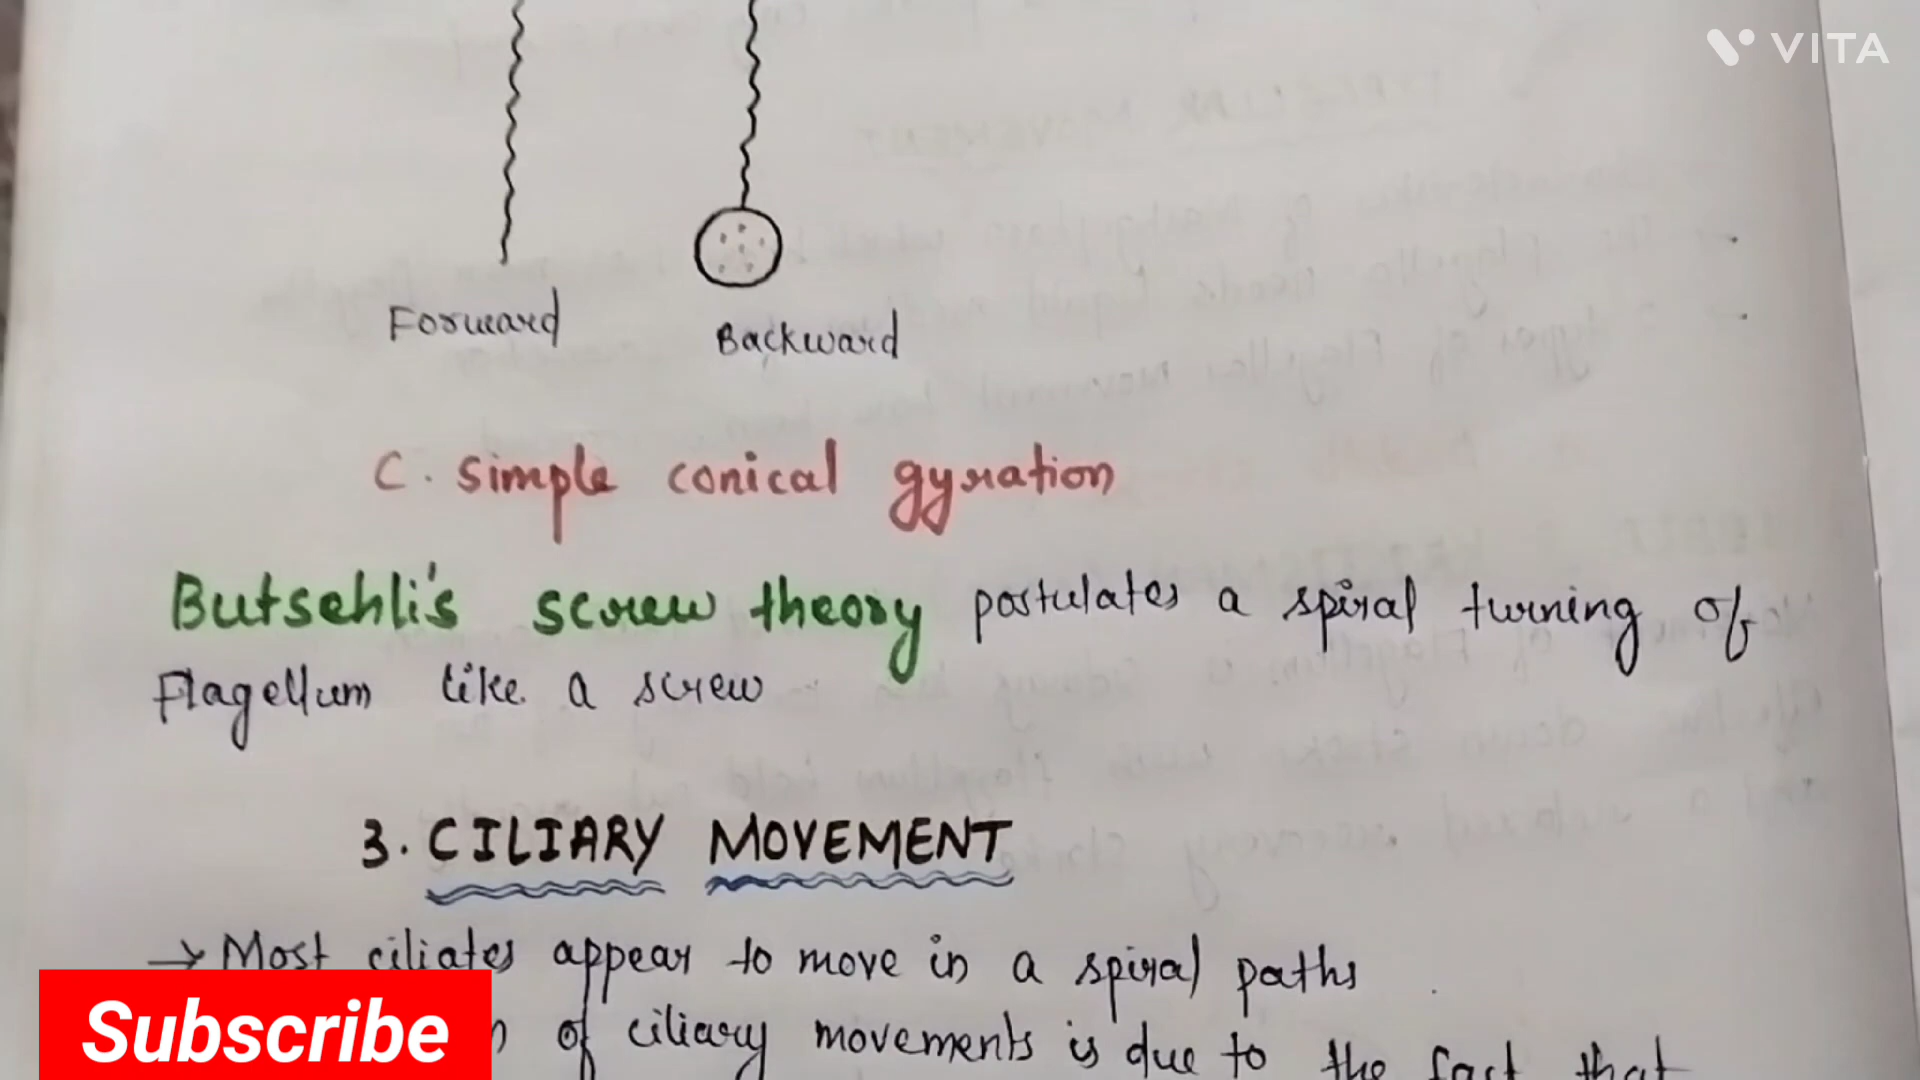 VITA
Forward
Backward
C. simple conical gyration
Butsehli's screw theory postulates a spiral turning of
Flagellum like a screw
3. CILIARY MOVEMENT
→ Most ciliates appear to move in a spiral paths
of ciliary movements is due to the fact that
Subscribe